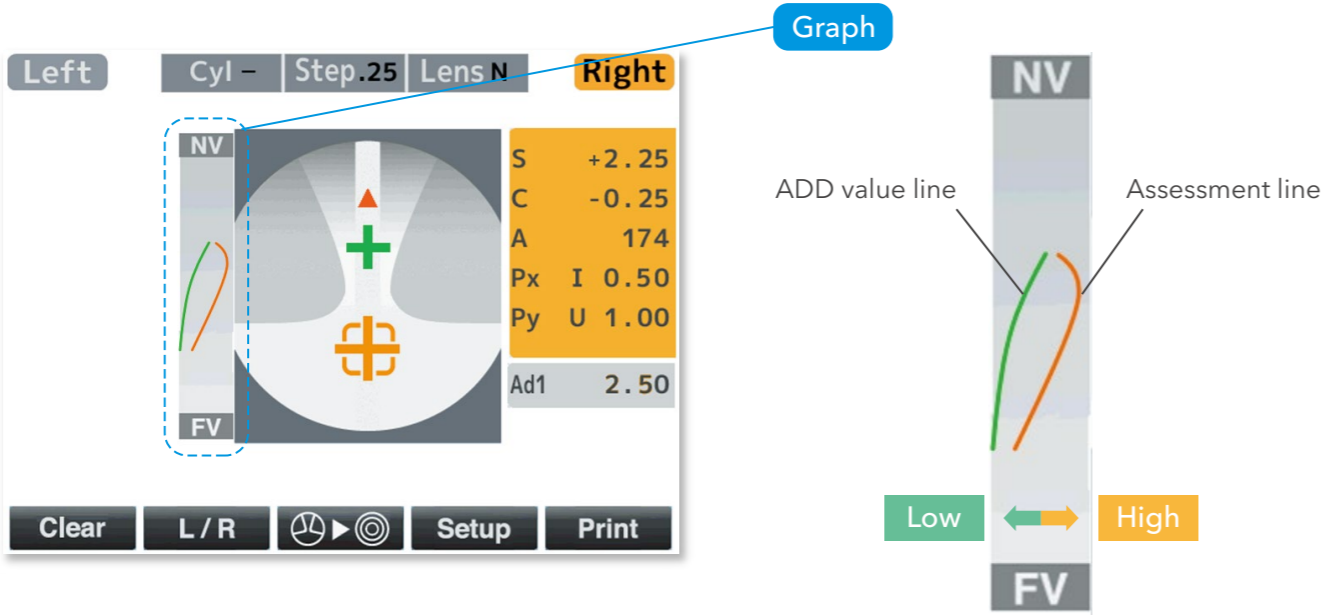 Graph
Left Cyl – Step.25 Lens N Right
NV
S +2.25
C -0.25
A 174
Px I 0.50
Py U 1.00
Ad1 2.50
FV
Clear L / R Setup Print
NV
ADD value line
Assessment line
Low
High
FV